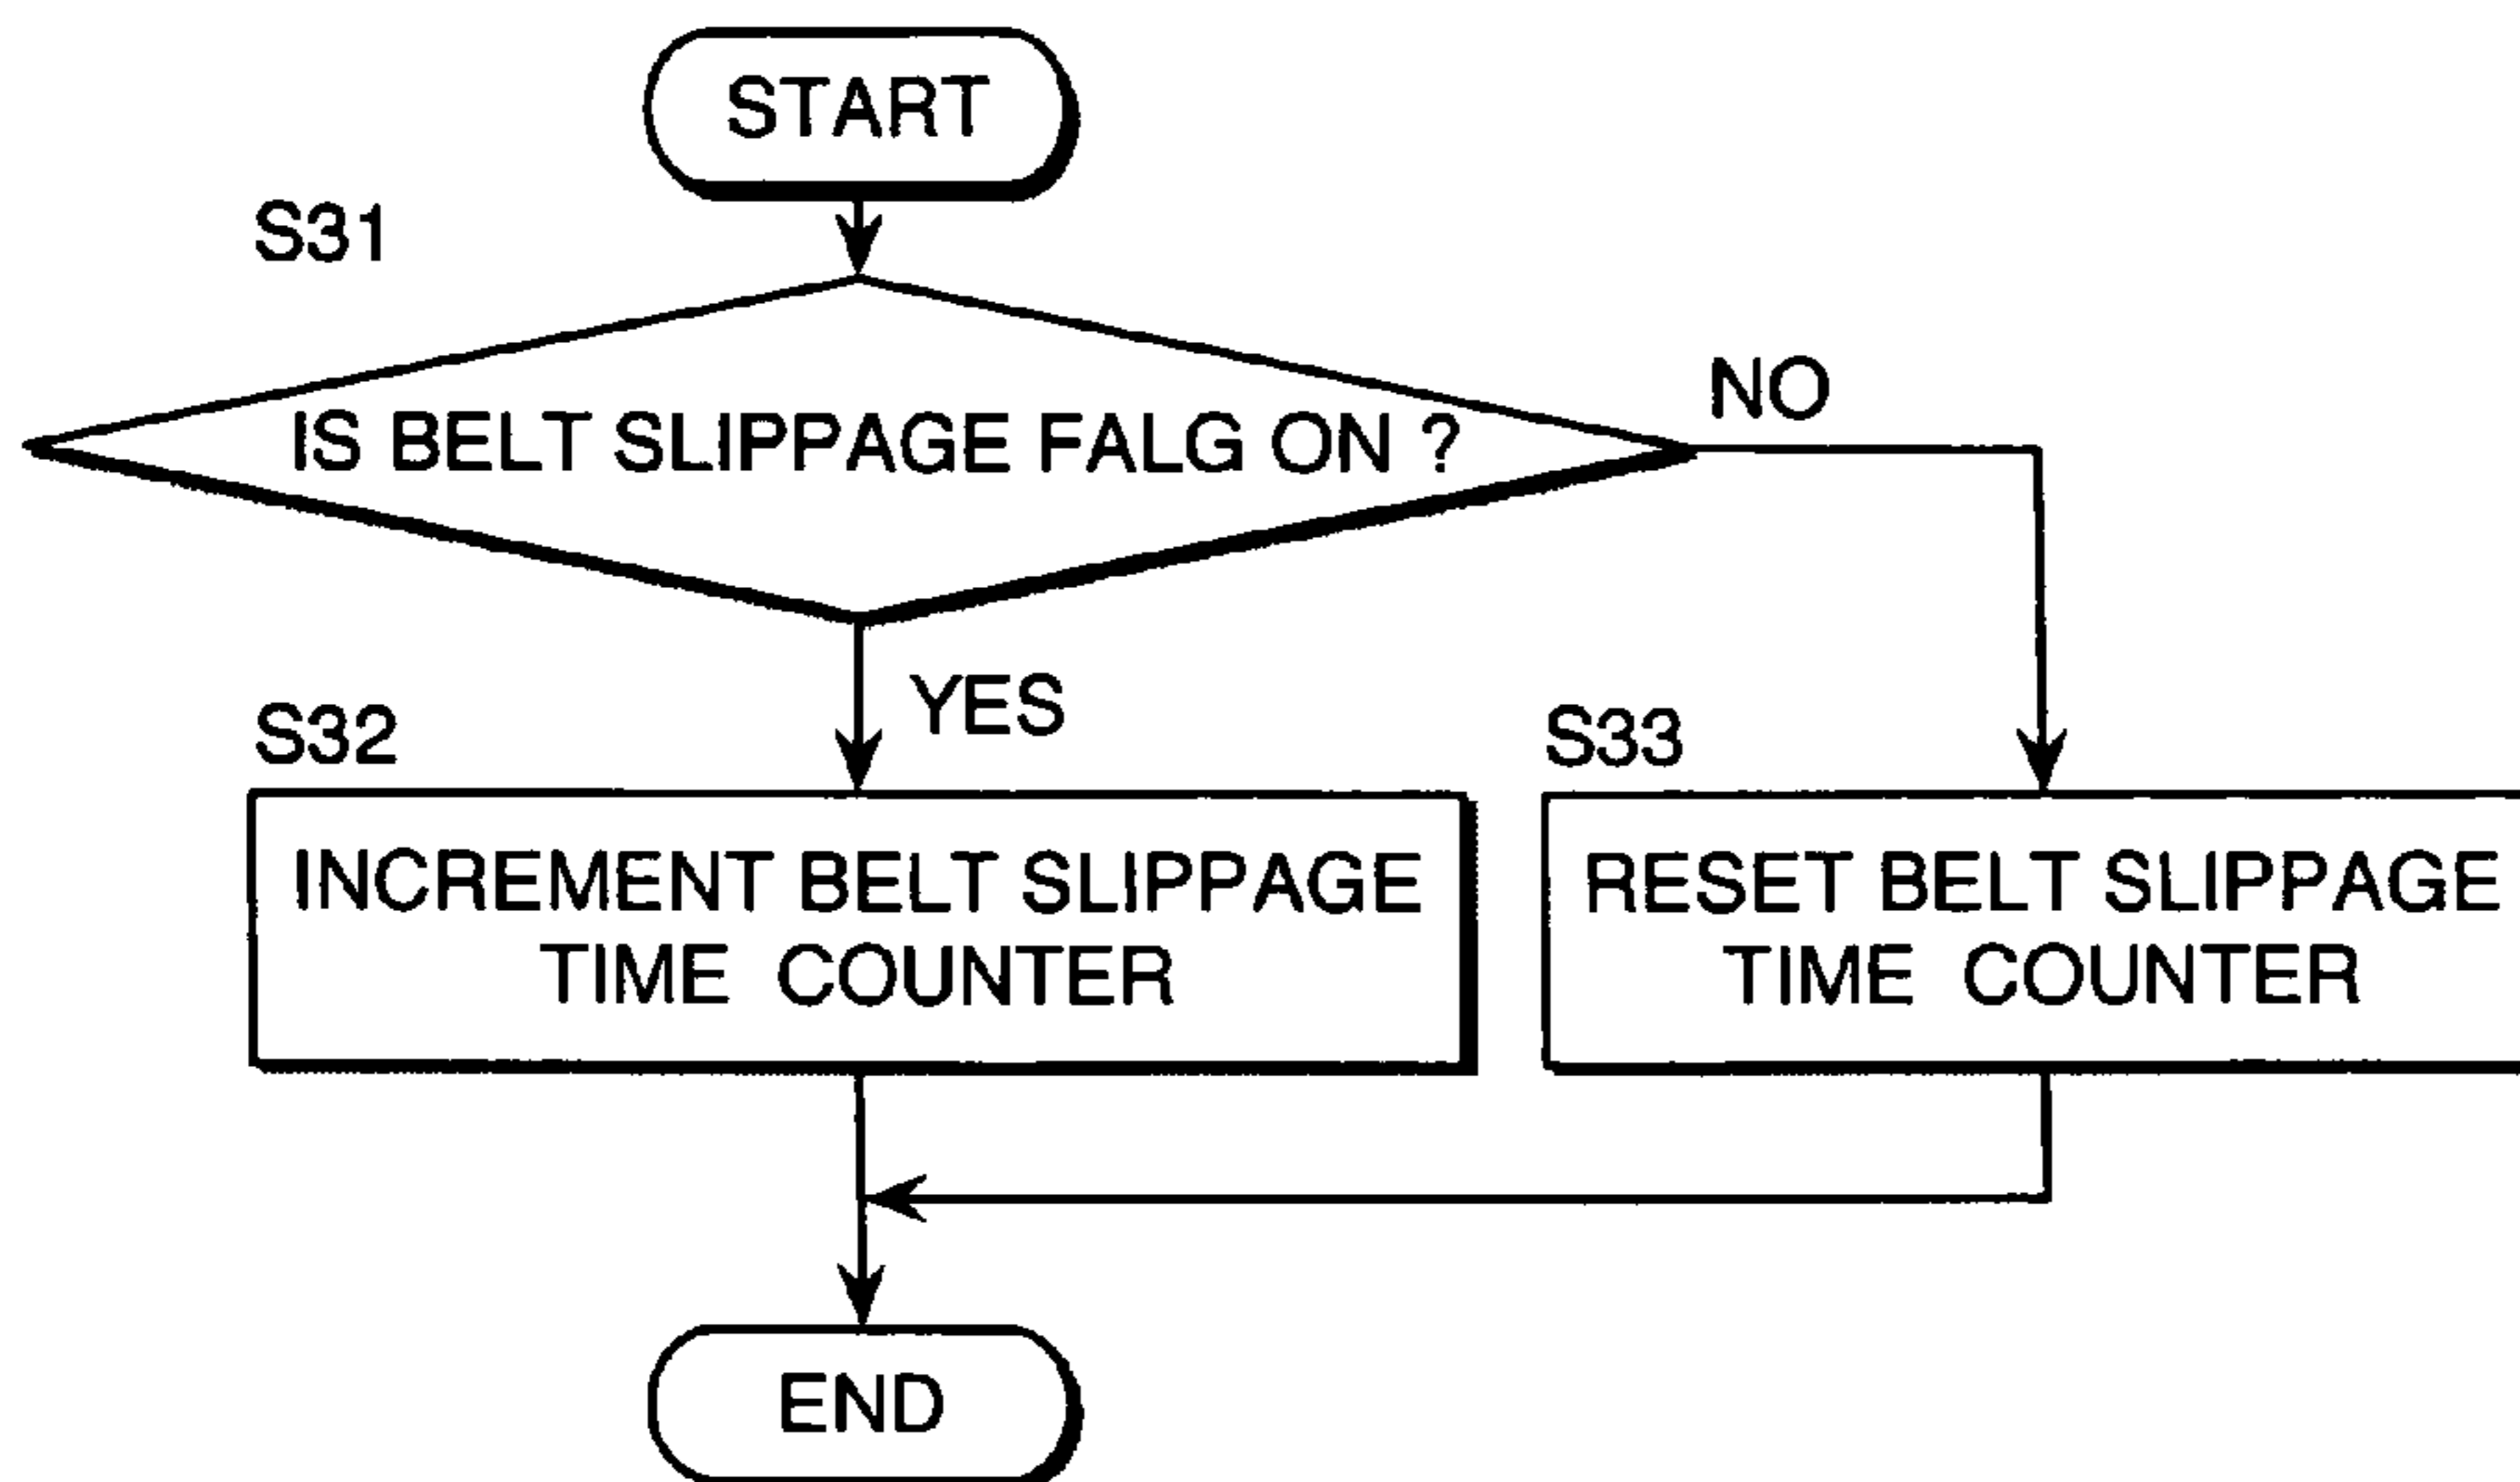 START
S31
IS BELT SLIPPAGE FALG ON ?
NO
YES
S32
S33
INCREMENT BELT SLIPPAGE
TIME COUNTER
RESET BELT SLIPPAGE
TIME COUNTER
END